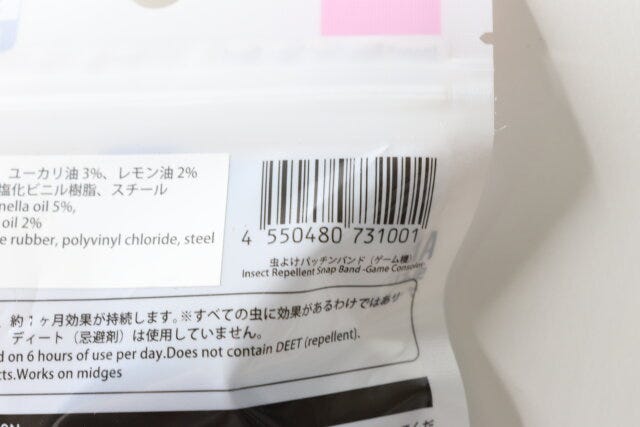 ユーカリ油 3%、レモン油 2%
塩化ビニル樹脂、スチール
nella oil 5%,
oil 2%
e rubber, polyvinyl chloride, steel
4 550480 731001
虫よけパッチンバンド（ゲーム機）
Insect Repellent Snap Band -Game Console-
約1ヶ月効果が持続します。※すべての虫に効果があるわけではあり
ディート（忌避剤）は使用していません。
d on 6 hours of use per day.Does not contain DEET (repellent).
cts.Works on midges